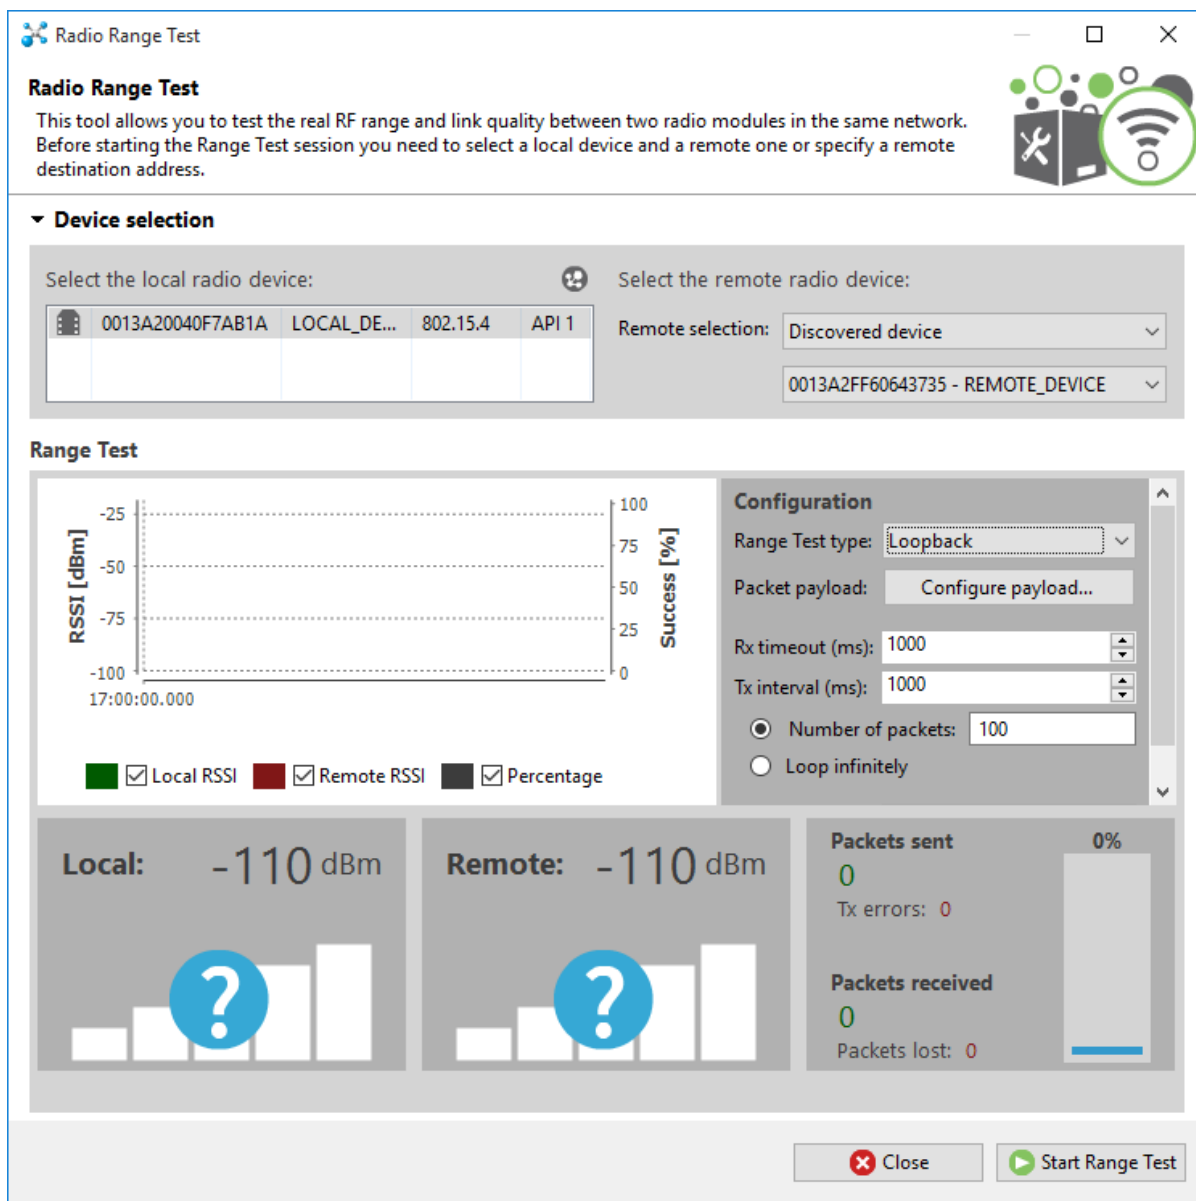 Radio Range Test
Radio Range Test
This tool allows you to test the real RF range and link quality between two radio modules in the same network.
Before starting the Range Test session you need to select a local device and a remote one or specify a remote
destination address.
Device selection
Select the local radio device:
0013A20040F7AB1A LOCAL_DE... 802.15.4 API 1
Select the remote radio device:
Remote selection: Discovered device
0013A2FF60643735 - REMOTE_DEVICE
Range Test
RSSI [dBm]
-25
-50
-75
-100
17:00:00.000
100
75
50
25
0
Success [%]
Local RSSI Remote RSSI Percentage
Configuration
Range Test type: Loopback
Packet payload: Configure payload...
Rx timeout (ms): 1000
Tx interval (ms): 1000
Number of packets: 100
Loop infinitely
Local: -110 dBm
?
Remote: -110 dBm
?
Packets sent
0
Tx errors: 0
Packets received
0
Packets lost: 0
0%
Close
Start Range Test